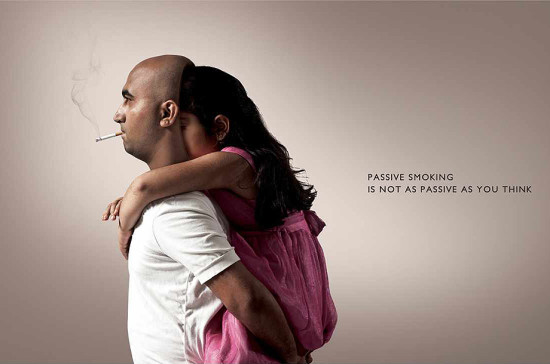 PASSIVE SMOKING
IS NOT AS PASSIVE AS YOU THINK